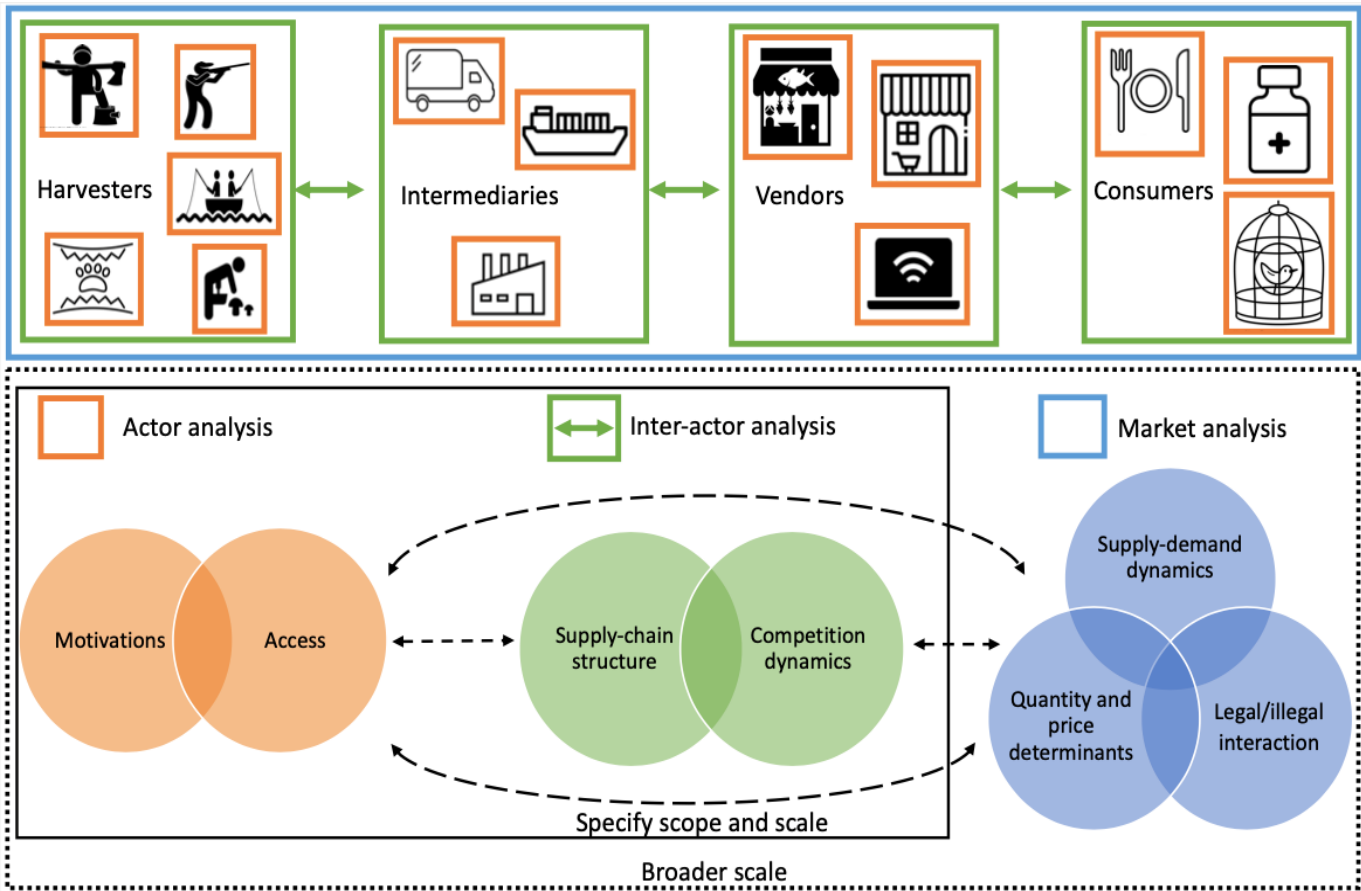 Harvesters
Intermediaries
Vendors
Consumers
Actor analysis
Inter-actor analysis
Market analysis
Motivations
Access
Supply-chain
structure
Competition
dynamics
Supply-demand
dynamics
Quantity and
price
determinants
Legal/illegal
interaction
Specify scope and scale
Broader scale